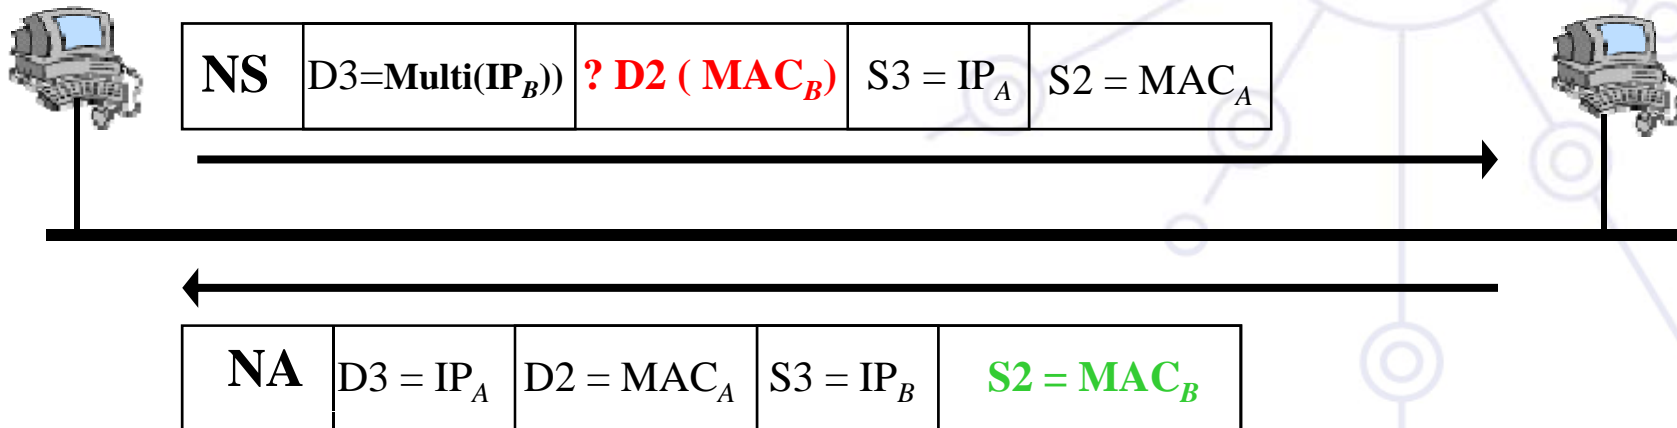 NS D3=Multi(IP_B)) ? D2 ( MAC_B) S3 = IP_A S2 = MAC_A
NA D3 = IP_A D2 = MAC_A S3 = IP_B S2 = MAC_B